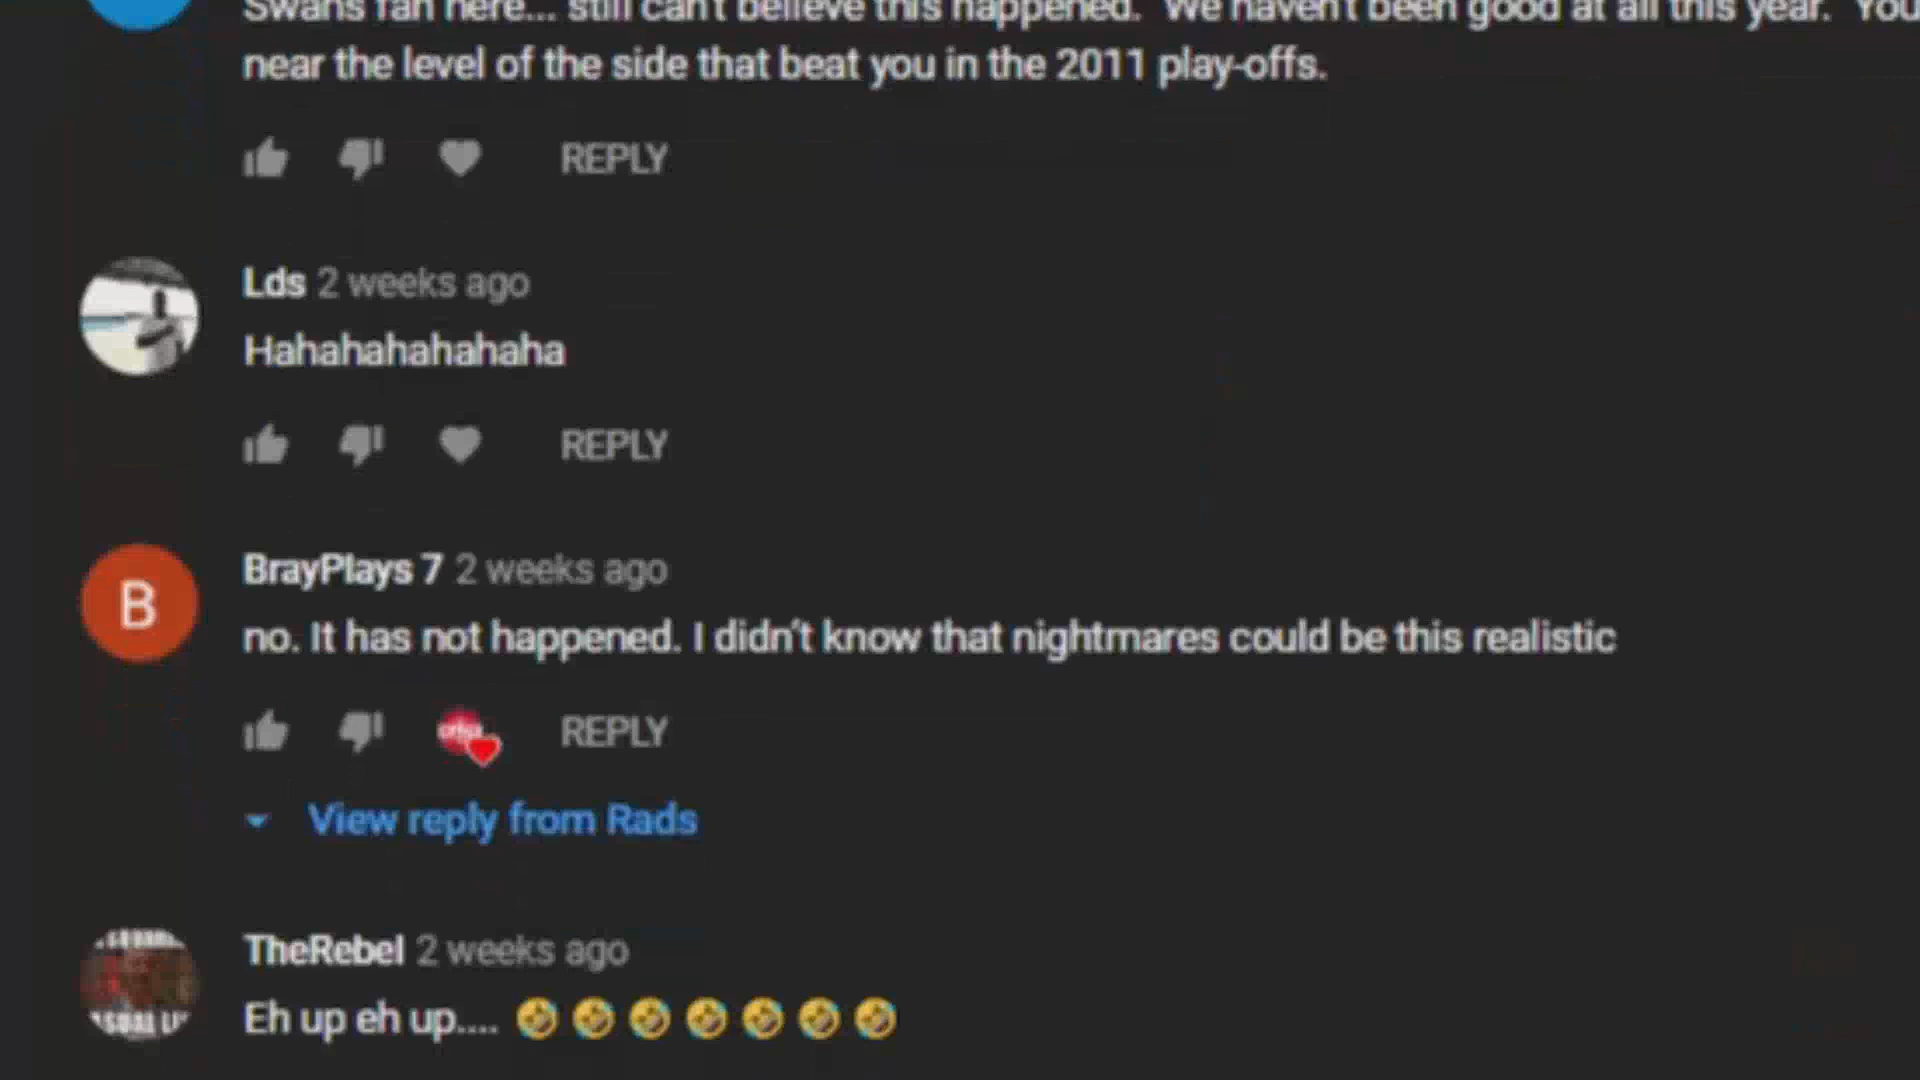 Swans fan here... still can't believe this happened. We haven't been good at all this year. You
near the level of the side that beat you in the 2011 play-offs.
REPLY
Lds 2 weeks ago
Hahahahahahaha
REPLY
B
BrayPlays 7 2 weeks ago
no. It has not happened. I didn't know that nightmares could be this realistic
REPLY
View reply from Rads
TheRebel 2 weeks ago
Eh up eh up.... 🤣🤣🤣🤣🤣🤣🤣